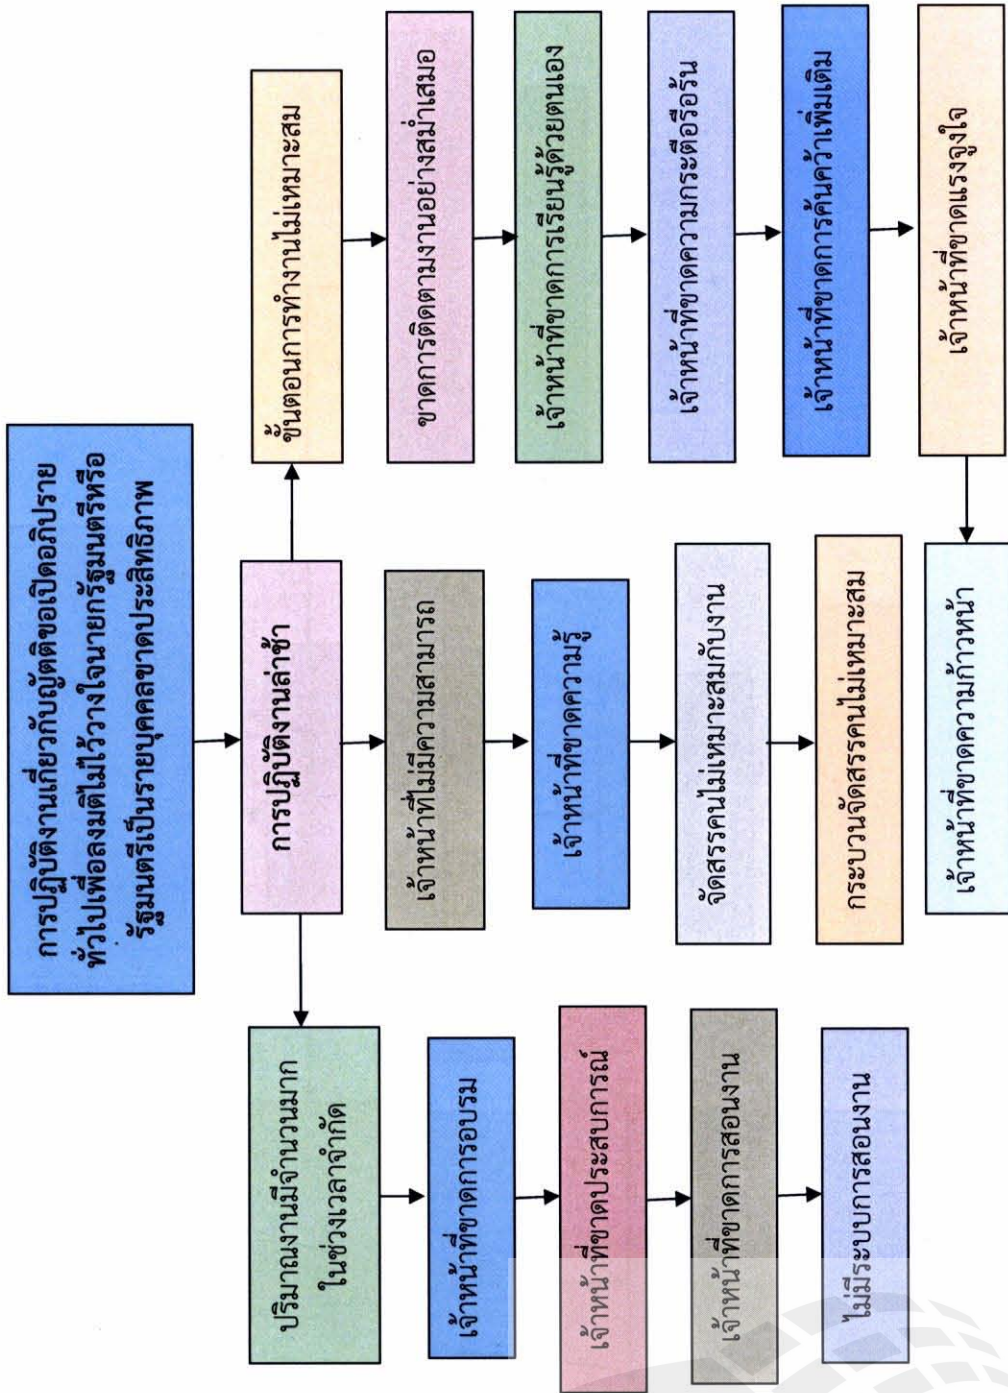 การปฏิบัติงานเกี่ยวกับญัตติขอเปิดอภิปราย
ทั่วไปเพื่อลงมติไม่ไว้วางใจนายกรัฐมนตรีหรือ
รัฐมนตรีเป็นรายบุคคลขาดประสิทธิภาพ
การปฏิบัติงานล่าช้า
ปริมาณงานมีจำนวนมาก
ในช่วงเวลาจำกัด
เจ้าหน้าที่ขาดการอบรม
เจ้าหน้าที่ขาดประสบการณ์
เจ้าหน้าที่ขาดการสอนงาน
ไม่มีระบบการสอนงาน
เจ้าหน้าที่ไม่มีความสามารถ
เจ้าหน้าที่ขาดความรู้
จัดสรรคนไม่เหมาะสมกับงาน
กระบวนจัดสรรคนไม่เหมาะสม
ขั้นตอนการทำงานไม่เหมาะสม
ขาดการติดตามงานอย่างสม่ำเสมอ
เจ้าหน้าที่ขาดการเรียนรู้ด้วยตนเอง
เจ้าหน้าที่ขาดความกระตือรือร้น
เจ้าหน้าที่ขาดการค้นคว้าเพิ่มเติม
เจ้าหน้าที่ขาดแรงจูงใจ
เจ้าหน้าที่ขาดความก้าวหน้า